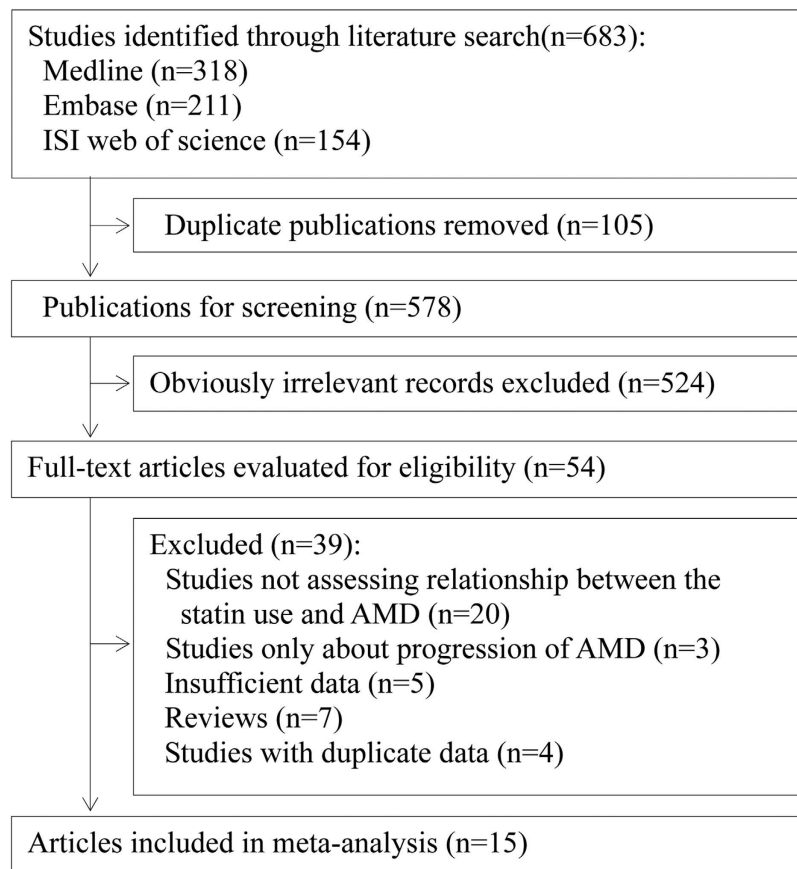 Studies identified through literature search(n=683):
Medline (n=318)
Embase (n=211)
ISI web of science (n=154)
Duplicate publications removed (n=105)
Publications for screening (n=578)
Obviously irrelevant records excluded (n=524)
Full-text articles evaluated for eligibility (n=54)
Excluded (n=39):
Studies not assessing relationship between the
statin use and AMD (n=20)
Studies only about progression of AMD (n=3)
Insufficient data (n=5)
Reviews (n=7)
Studies with duplicate data (n=4)
Articles included in meta-analysis (n=15)